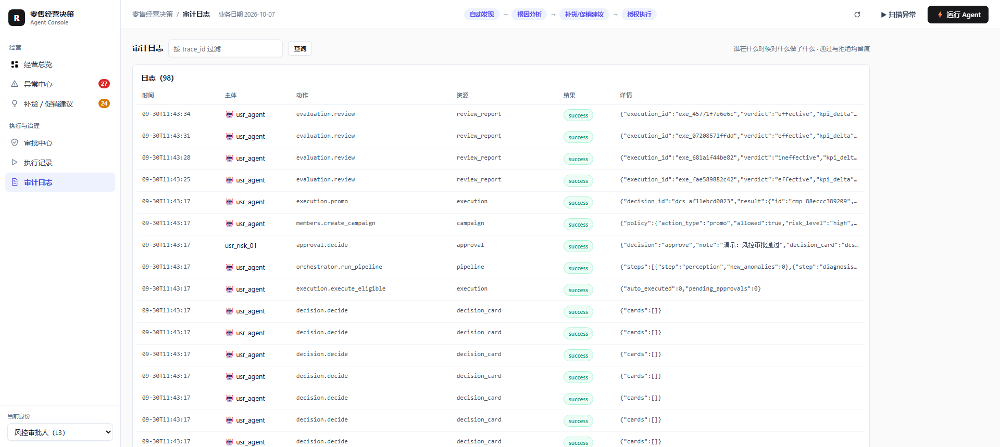 R
零售经营决策
Agent Console
经营
经营总览
异常中心
27
补货 / 促销建议
24
执行与治理
审批中心
执行记录
审计日志
当前身份
风控审批人（L3）
零售经营决策 / 审计日志 业务日期 2026-10-07
自动发现 → 根因分析 → 补货/促销建议 → 授权执行
扫描异常
运行 Agent
审计日志
按 trace_id 过滤
查询
谁在什么时候对什么做了什么 · 通过与拒绝均留痕
日志（98）
时间 主体 动作 资源 结果 详情
09-30T11:43:34 usr_agent evaluation.review review_report success {"execution_id":"exe_45771f7e6e6c","verdict":"effective","kpi_delta"…
09-30T11:43:31 usr_agent evaluation.review review_report success {"execution_id":"exe_07208571ffdd","verdict":"effective","kpi_delta"…
09-30T11:43:28 usr_agent evaluation.review review_report success {"execution_id":"exe_681a1f44be82","verdict":"ineffective","kpi_delt…
09-30T11:43:25 usr_agent evaluation.review review_report success {"execution_id":"exe_fae589882c42","verdict":"effective","kpi_delta"…
09-30T11:43:17 usr_agent execution.promo execution success {"decision_id":"dcs_af11ebcd0023","result":{"id":"cmp_88eccc389209",…
09-30T11:43:17 usr_agent members.create_campaign campaign success {"policy":{"action_type":"promo","allowed":true,"risk_level":"high",…
09-30T11:43:17 usr_risk_01 approval.decide approval success {"decision":"approve","note":"演示: 风控审批通过","decision_card":"dcs…
09-30T11:43:17 usr_agent orchestrator.run_pipeline pipeline success {"steps":[{"step":"perception","new_anomalies":0},{"step":"diagnosis…
09-30T11:43:17 usr_agent execution.execute_eligible execution success {"auto_executed":0,"pending_approvals":0}
09-30T11:43:17 usr_agent decision.decide decision_card success {"cards":[]}
09-30T11:43:17 usr_agent decision.decide decision_card success {"cards":[]}
09-30T11:43:17 usr_agent decision.decide decision_card success {"cards":[]}
09-30T11:43:17 usr_agent decision.decide decision_card success {"cards":[]}
09-30T11:43:17 usr_agent decision.decide decision_card success {"cards":[]}
09-30T11:43:17 usr_agent decision.decide decision_card success {"cards":[]}
09-30T11:43:17 usr_agent decision.decide decision_card success {"cards":[]}